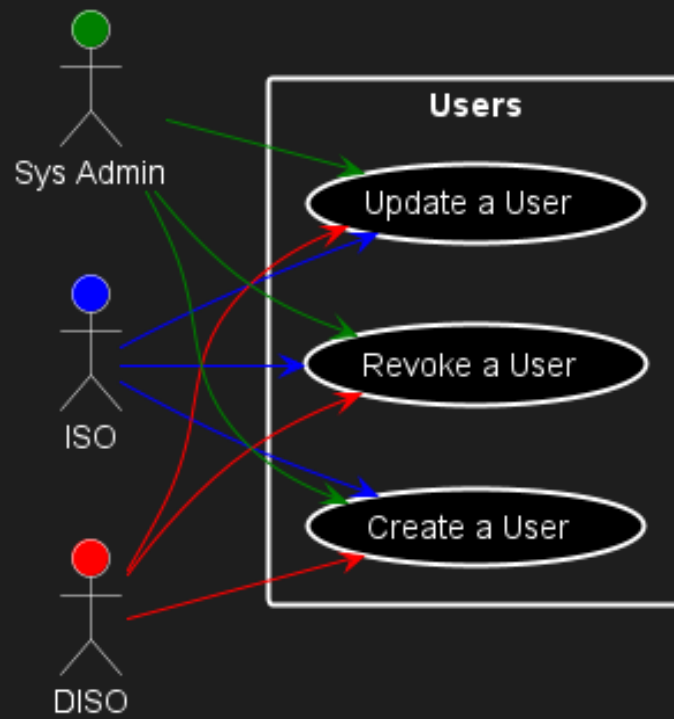 Users
Sys Admin
Update a User
Revoke a User
ISO
Create a User
DISO